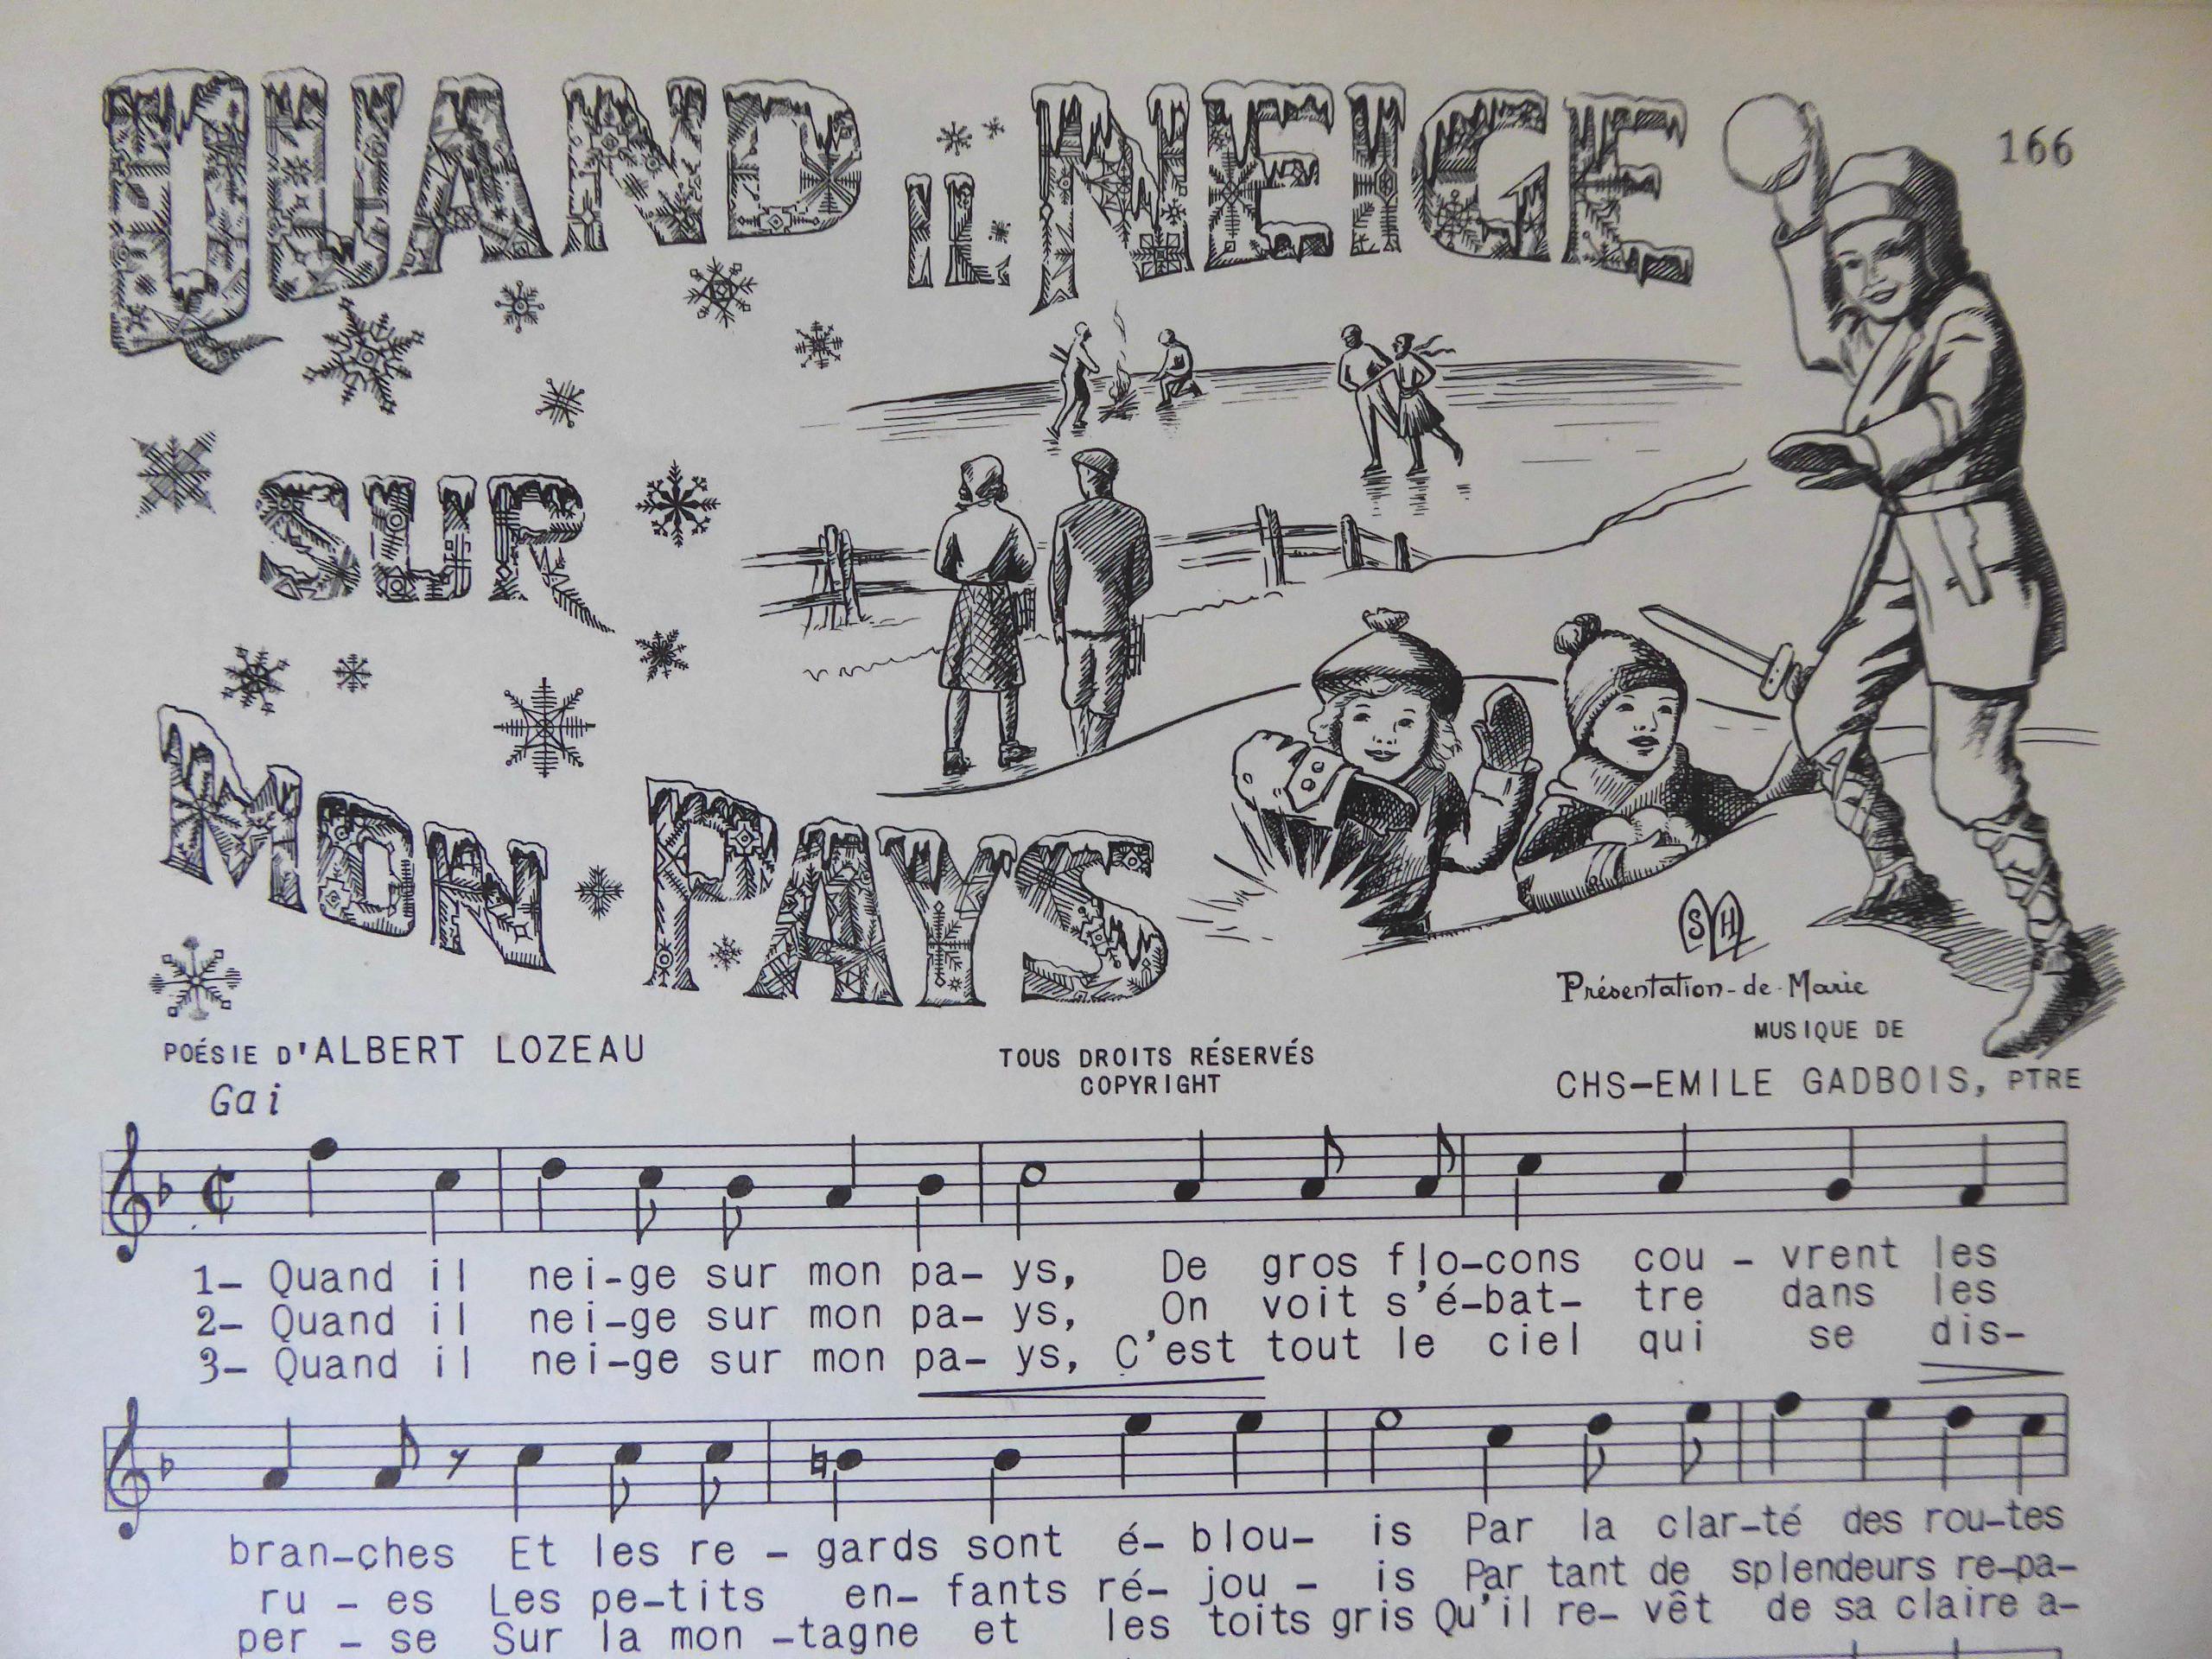 QUAND IL NEIGE
166
SUR
MON PAYS
SH
Présentation-de-Marie
POÉSIE D'ALBERT LOZEAU
TOUS DROITS RÉSERVÉS
COPYRIGHT
MUSIQUE DE
CHS-EMILE GADBOIS, PTRE
Gai
1- Quand il nei-ge sur mon pa- ys, De gros flo-cons cou - vrent les
2- Quand il nei-ge sur mon pa- ys, On voit s'é-bat- tre dans les
3- Quand il nei-ge sur mon pa- ys, C'est tout le ciel qui se dis-
bran-ches Et les re - gards sont é- blou- is Par la clar-té des rou-tes
ru - es Les pe-tits en- fants ré- jou - is Par tant de splendeurs re-pa-
per - se Sur la mon -tagne et les toits gris Qu'il re- vêt de sa claire a-